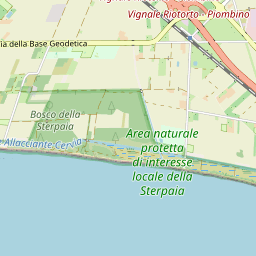 Vignale Riotorto - Piombino
ia della Base Geodetica
Bosco della
Sterpaia
Allacciante Cervia
Area naturale
protetta
di interesse
locale della
Sterpaia